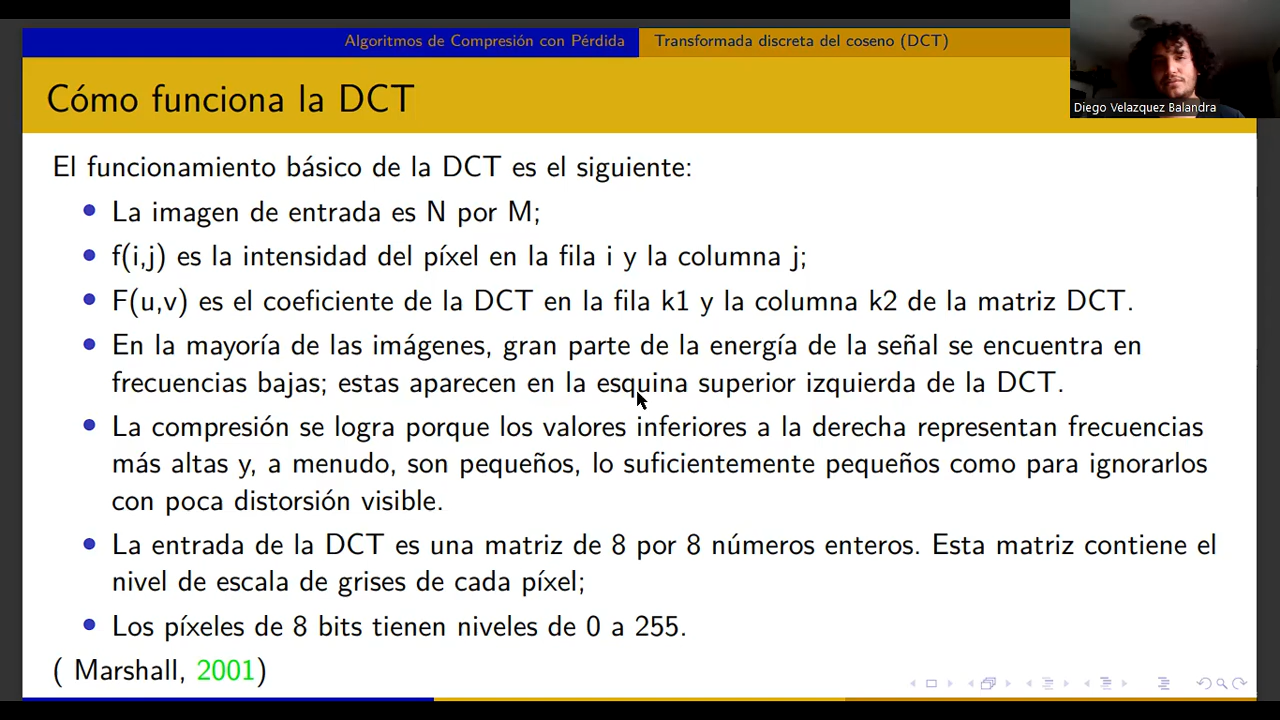 Algoritmos de Compresión con Pérdida
Transformada discreta del coseno (DCT)
Diego Velazquez Balandra
Cómo funciona la DCT
El funcionamiento básico de la DCT es el siguiente:
La imagen de entrada es N por M;
f(i,j) es la intensidad del píxel en la fila i y la columna j;
F(u,v) es el coeficiente de la DCT en la fila k1 y la columna k2 de la matriz DCT.
En la mayoría de las imágenes, gran parte de la energía de la señal se encuentra en
frecuencias bajas; estas aparecen en la esquina superior izquierda de la DCT.
La compresión se logra porque los valores inferiores a la derecha representan frecuencias
más altas y, a menudo, son pequeños, lo suficientemente pequeños como para ignorarlos
con poca distorsión visible.
La entrada de la DCT es una matriz de 8 por 8 números enteros. Esta matriz contiene el
nivel de escala de grises de cada píxel;
Los píxeles de 8 bits tienen niveles de 0 a 255.
( Marshall, 2001)